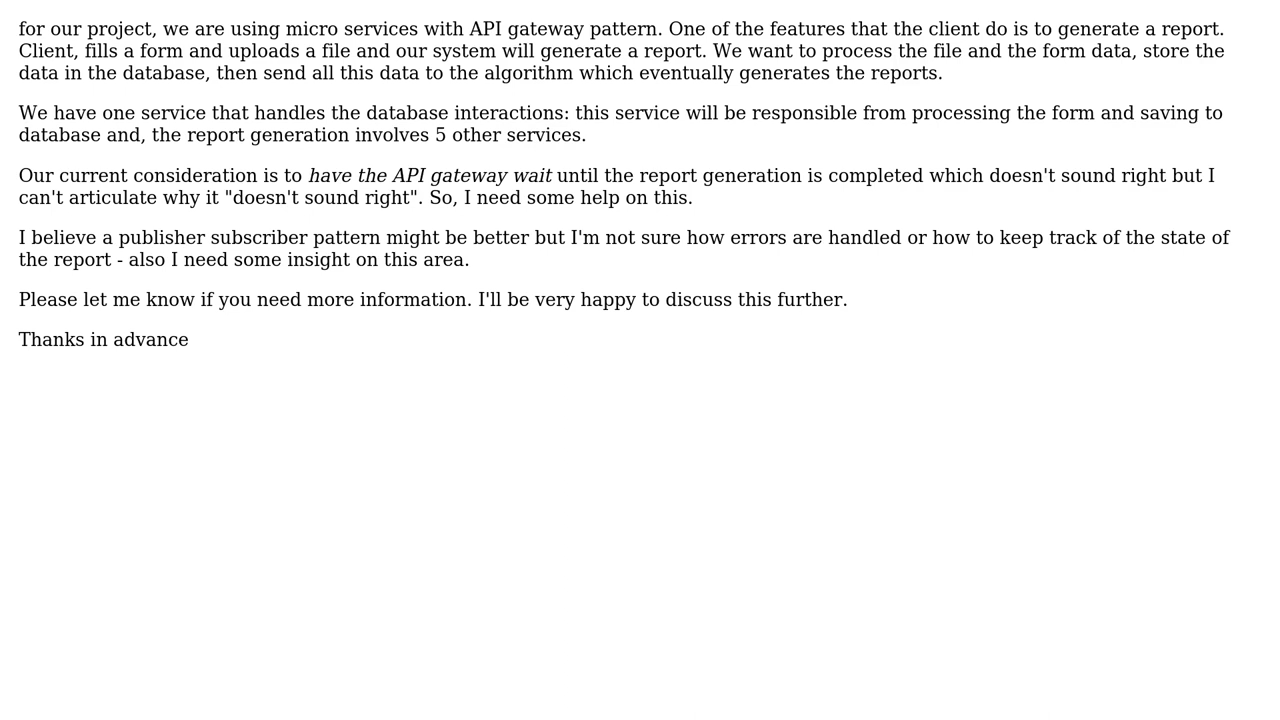 for our project, we are using micro services with API gateway pattern. One of the features that the client do is to generate a report.
Client, fills a form and uploads a file and our system will generate a report. We want to process the file and the form data, store the
data in the database, then send all this data to the algorithm which eventually generates the reports.
We have one service that handles the database interactions: this service will be responsible from processing the form and saving to
database and, the report generation involves 5 other services.
Our current consideration is to have the API gateway wait until the report generation is completed which doesn't sound right but I
can't articulate why it "doesn't sound right". So, I need some help on this.
I believe a publisher subscriber pattern might be better but I'm not sure how errors are handled or how to keep track of the state of
the report - also I need some insight on this area.
Please let me know if you need more information. I'll be very happy to discuss this further.
Thanks in advance